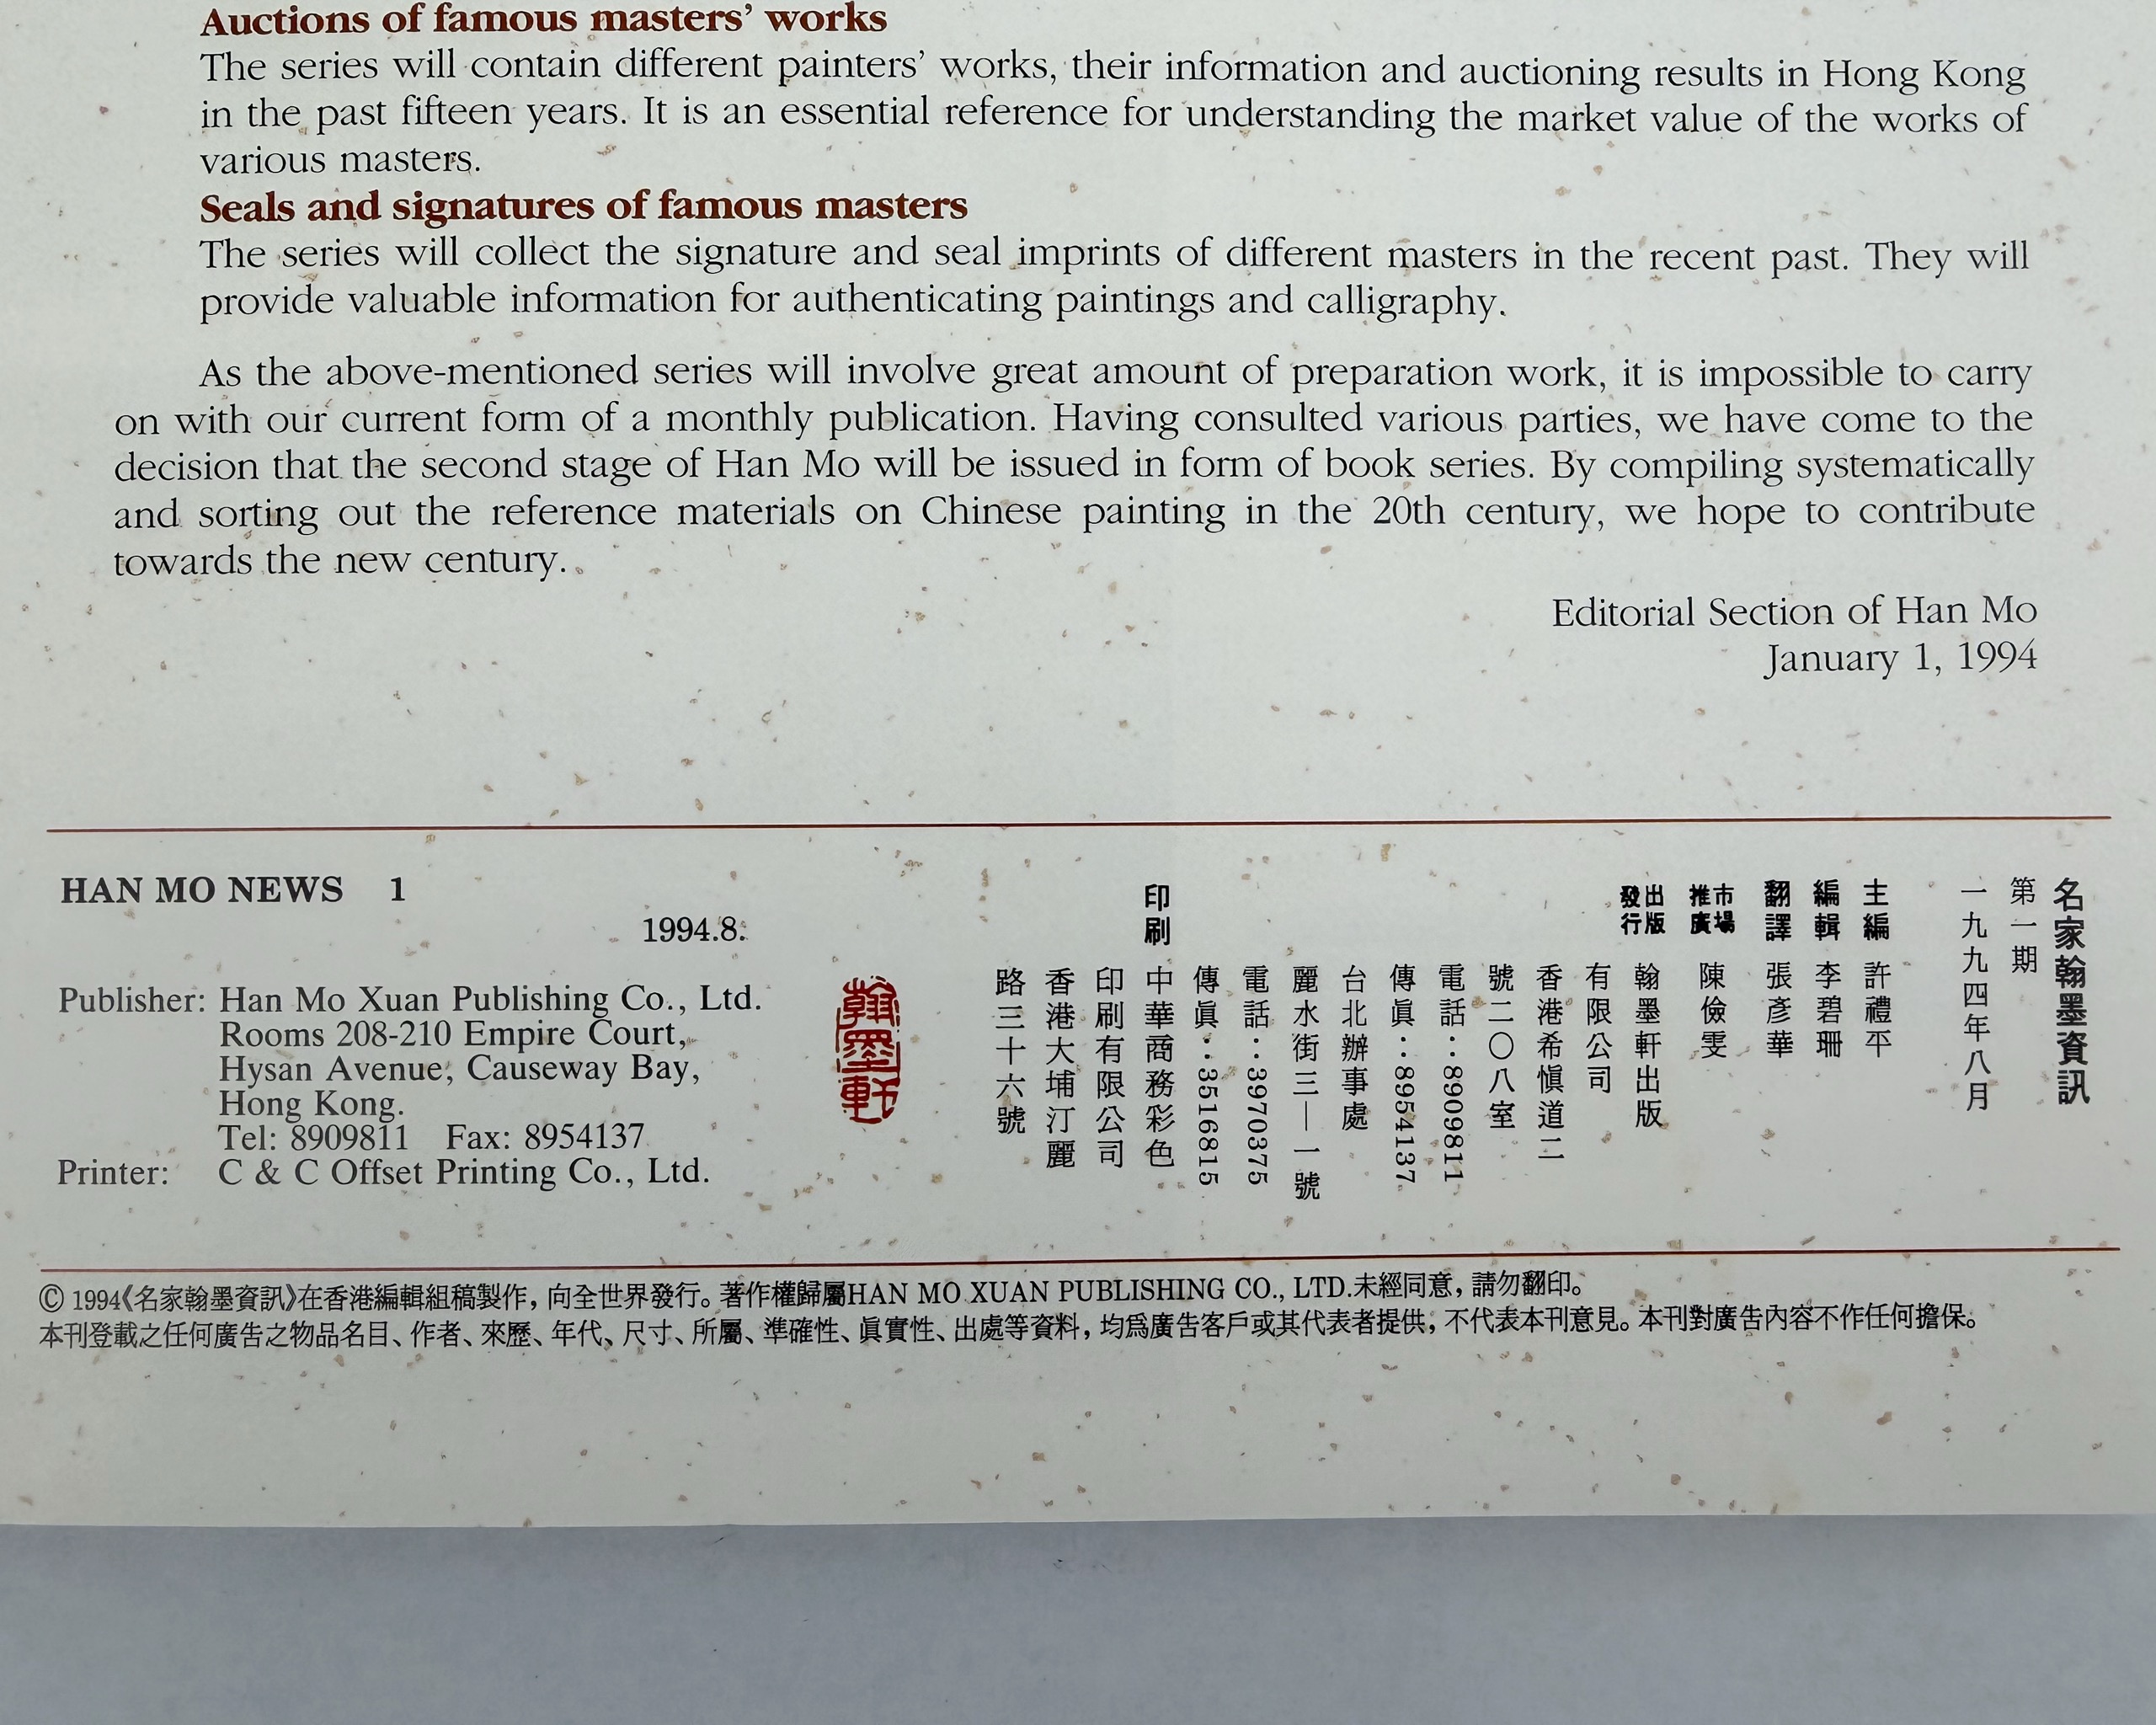 Auctions of famous masters’ works
The series will contain different painters’ works, their information and auctioning results in Hong Kong
in the past fifteen years. It is an essential reference for understanding the market value of the works of
various masters.
Seals and signatures of famous masters
The series will collect the signature and seal imprints of different masters in the recent past. They will
provide valuable information for authenticating paintings and calligraphy.
As the above-mentioned series will involve great amount of preparation work, it is impossible to carry
on with our current form of a monthly publication. Having consulted various parties, we have come to the
decision that the second stage of Han Mo will be issued in form of book series. By compiling systematically
and sorting out the reference materials on Chinese painting in the 20th century, we hope to contribute
towards the new century.
Editorial Section of Han Mo
January 1, 1994
HAN MO NEWS 1
1994.8.
Publisher: Han Mo Xuan Publishing Co., Ltd.
Rooms 208-210 Empire Court,
Hysan Avenue, Causeway Bay,
Hong Kong.
Tel: 8909811 Fax: 8954137
Printer: C & C Offset Printing Co., Ltd.
翰墨軒
名家翰墨資訊
第一期
一九九四年八月
主編 許禮平
編輯 李碧珊
翻譯 張彥華
市場推廣 陳儉雯
出版發行 翰墨軒出版
有限公司
香港希愼道二
號二〇八室
電話：8909811
傳眞：8954137
台北辦事處
麗水街三—一號
電話：3970375
傳眞：3516815
印刷 中華商務彩色
印刷有限公司
香港大埔汀麗
路三十六號
© 1994《名家翰墨資訊》在香港編輯組稿製作，向全世界發行。著作權歸屬HAN MO XUAN PUBLISHING CO., LTD.未經同意，請勿翻印。
本刊登載之任何廣告之物品名目、作者、來歷、年代、尺寸、所屬、準確性、眞實性、出處等資料，均爲廣告客戶或其代表者提供，不代表本刊意見。本刊對廣告內容不作任何擔保。